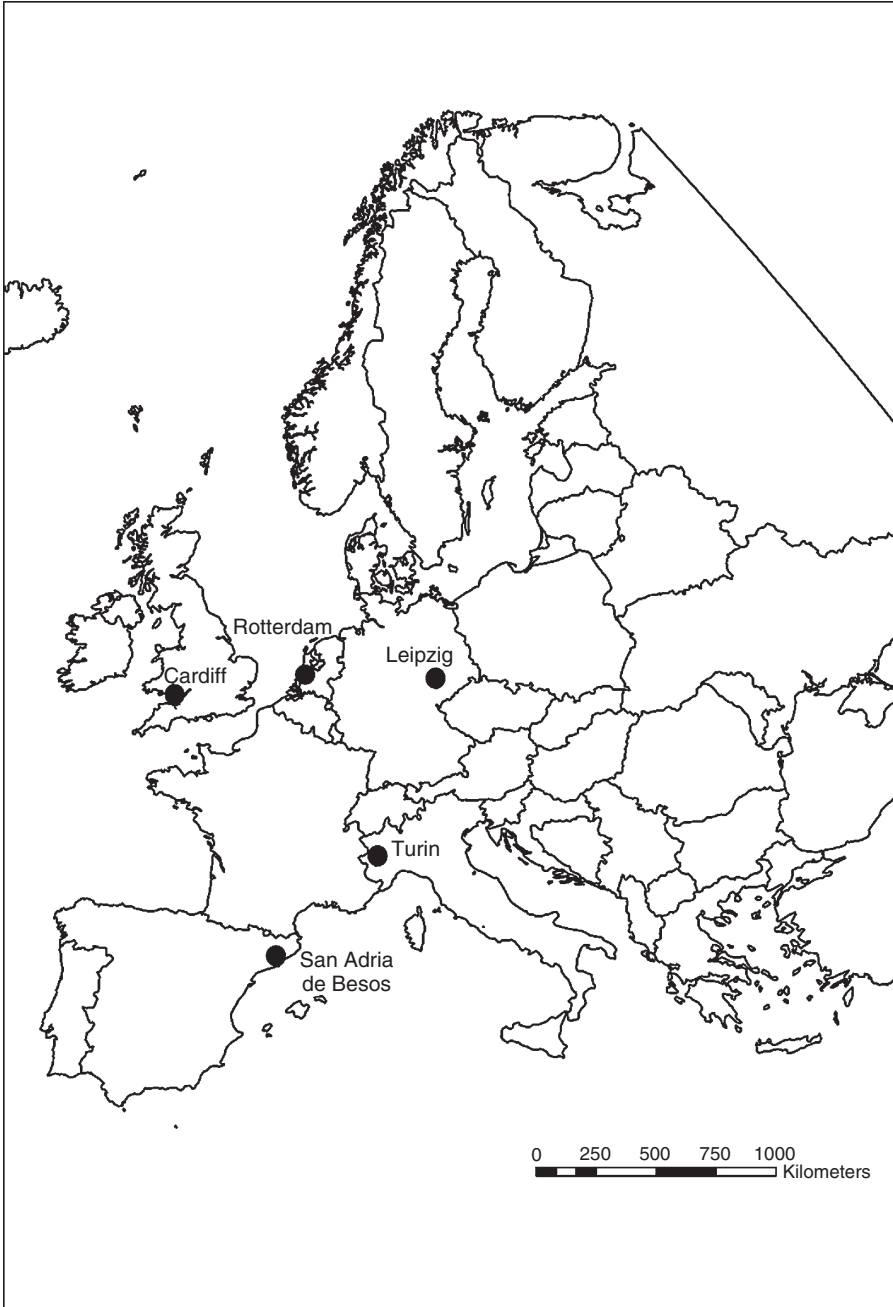 Rotterdam
Leipzig
Cardiff
Turin
San Adria
de Besos
0 250 500 750 1000
Kilometers